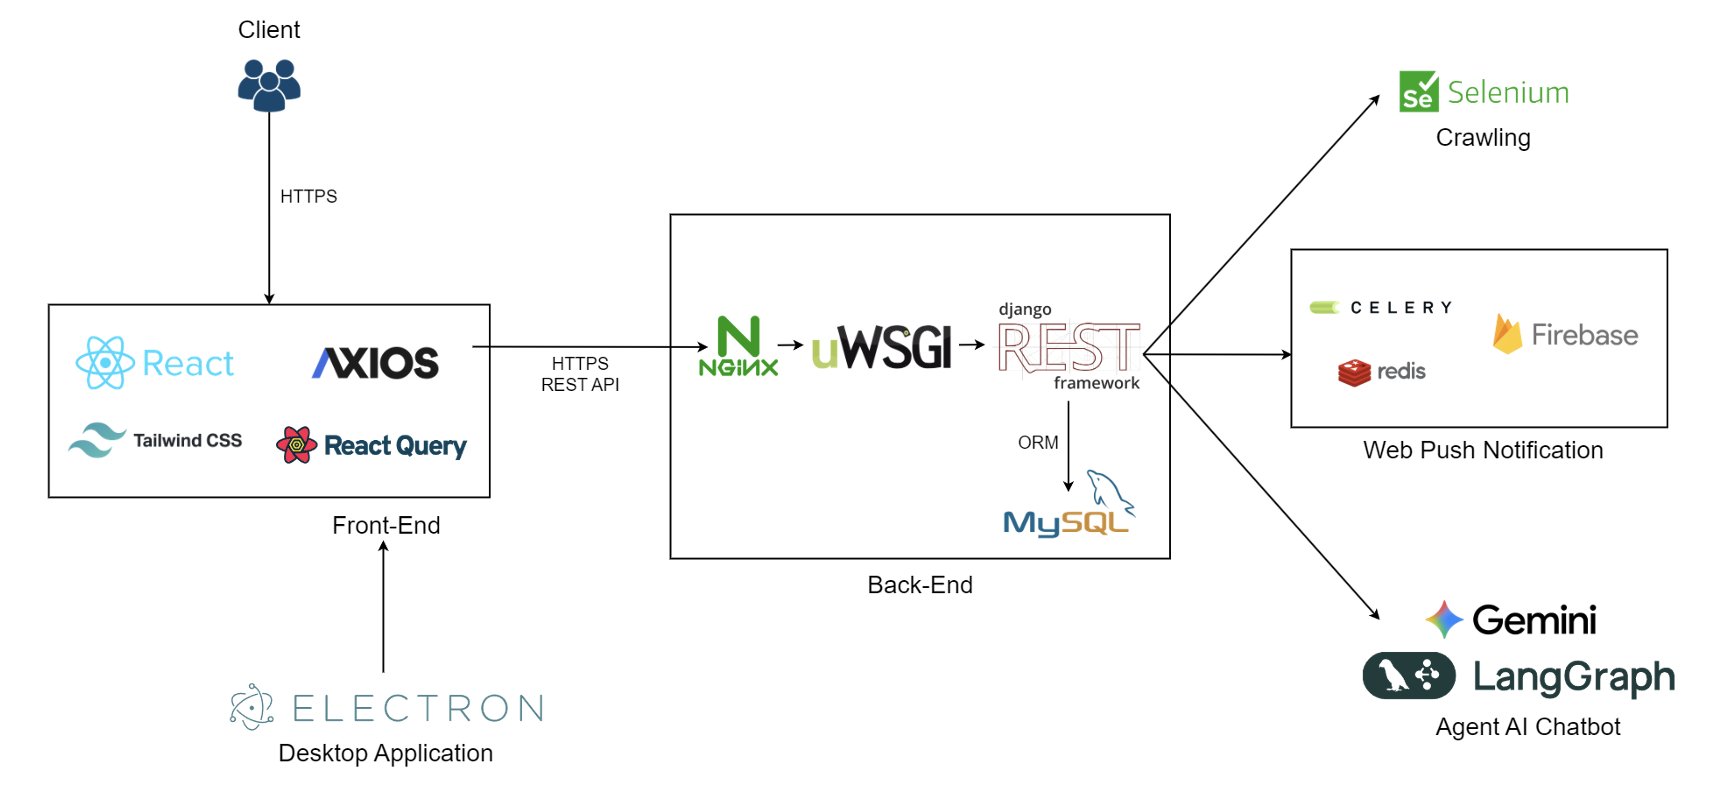 Client
HTTPS
React
AXIOS
Tailwind CSS
React Query
Front-End
ELECTRON
Desktop Application
HTTPS
REST API
NGINX
uWSGI
django
REST
framework
ORM
MySQL
Back-End
Se Selenium
Crawling
CELERY
Firebase
redis
Web Push Notification
Gemini
LangGraph
Agent AI Chatbot